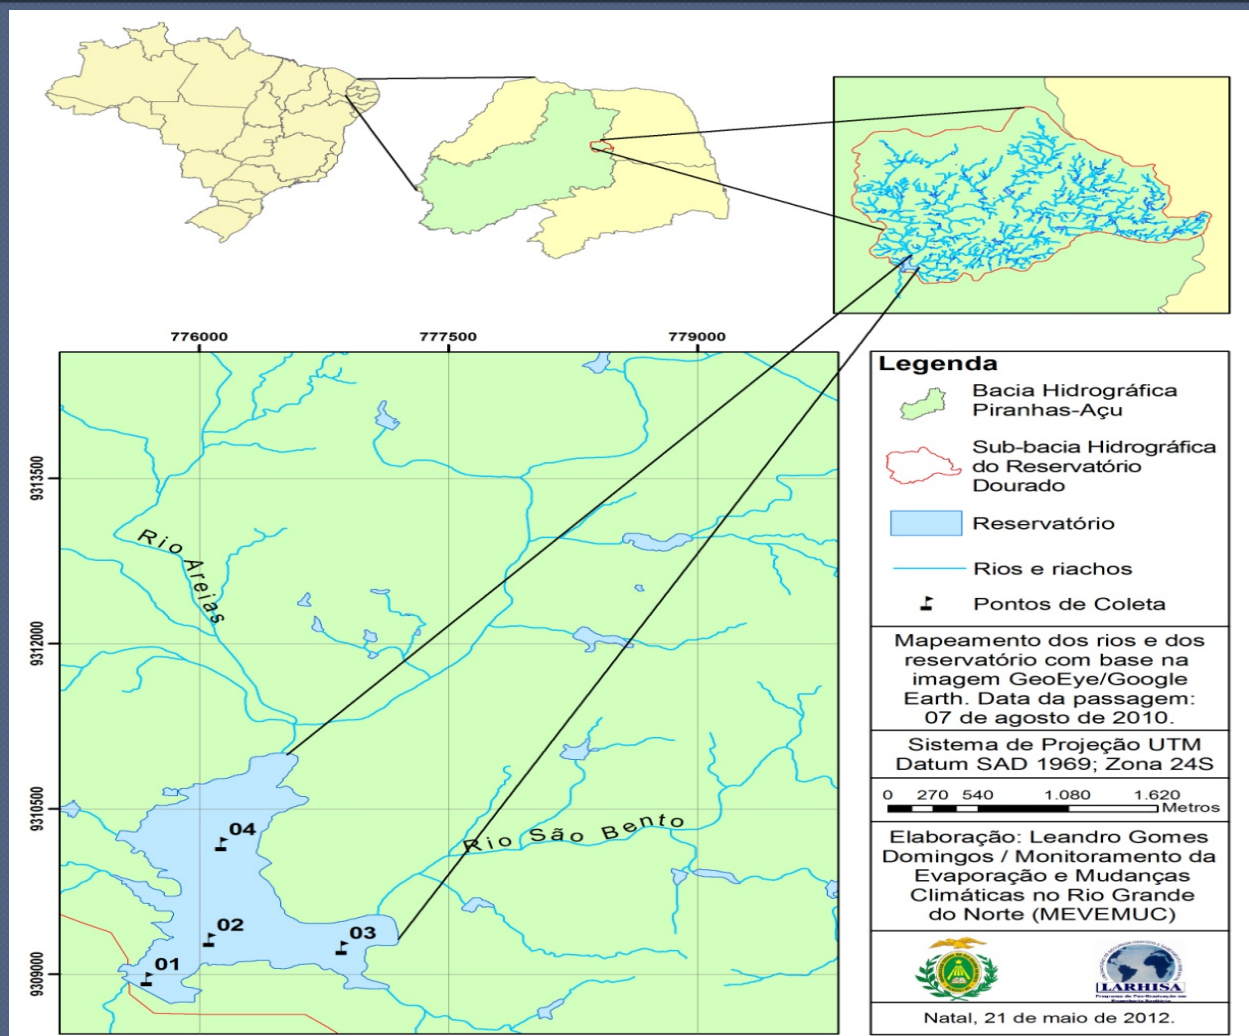 776000
777500
779000
9313500
9312000
9310500
9309000
Rio Areias
Rio São Bento
04
02
03
01
Legenda
Bacia Hidrográfica
Piranhas-Açu
Sub-bacia Hidrográfica
do Reservatório
Dourado
Reservatório
Rios e riachos
Pontos de Coleta
Mapeamento dos rios e dos
reservatório com base na
imagem GeoEye/Google
Earth. Data da passagem:
07 de agosto de 2010.
Sistema de Projeção UTM
Datum SAD 1969; Zona 24S
0 270 540 1.080 1.620
Metros
Elaboração: Leandro Gomes
Domingos / Monitoramento da
Evaporação e Mudanças
Climáticas no Rio Grande
do Norte (MEVEMUC)
LARHISA
Natal, 21 de maio de 2012.